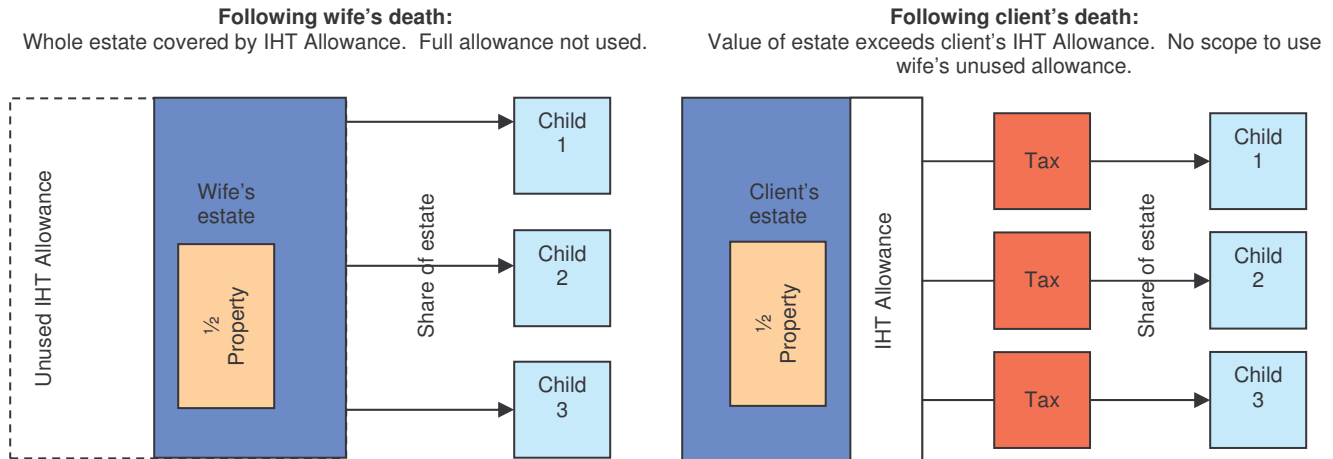 Following wife’s death:
Whole estate covered by IHT Allowance.  Full allowance not used.
Unused IHT Allowance
Wife’s
estate
½
Property
Share of estate
Child
1
Child
2
Child
3
Following client’s death:
Value of estate exceeds client’s IHT Allowance.  No scope to use
wife’s unused allowance.
Client’s
estate
½
Property
IHT Allowance
Tax
Tax
Tax
Share of estate
Child
1
Child
2
Child
3